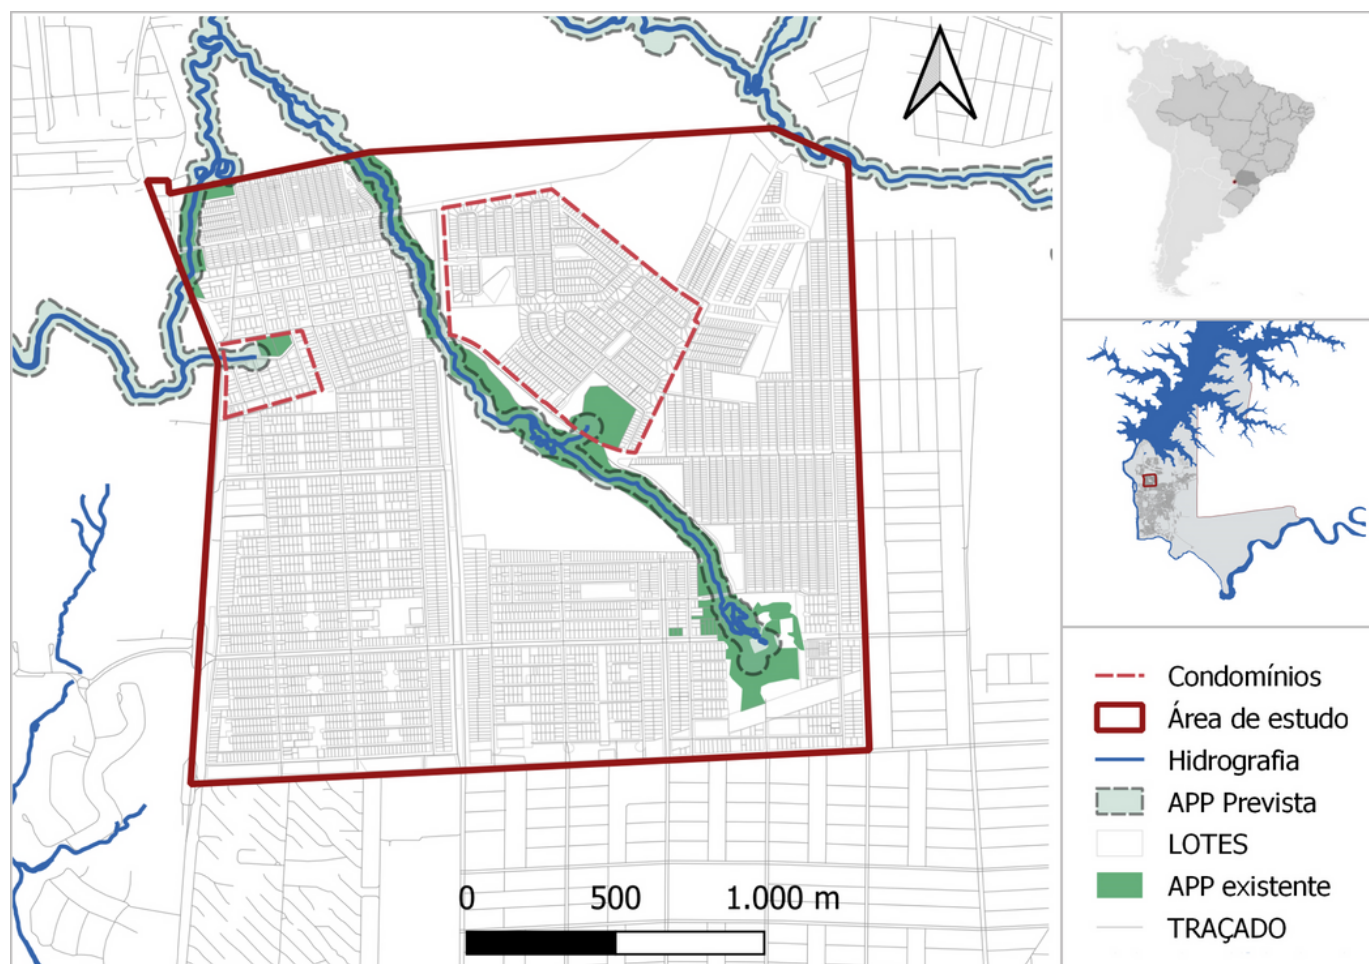 0 500 1.000 m
Condomínios
Área de estudo
Hidrografia
APP Prevista
LOTES
APP existente
TRAÇADO